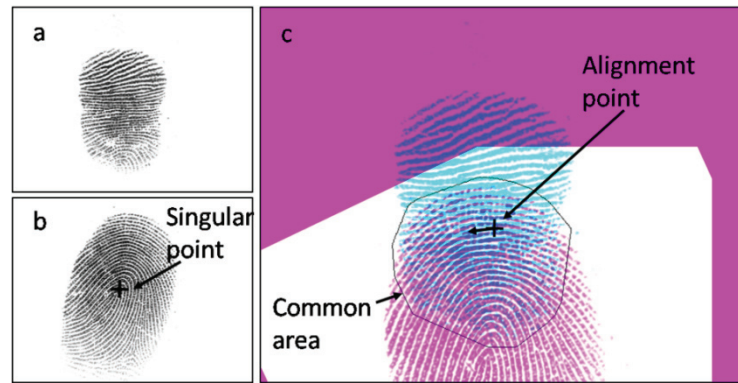 a
b
Singular
point
c
Alignment
point
Common
area